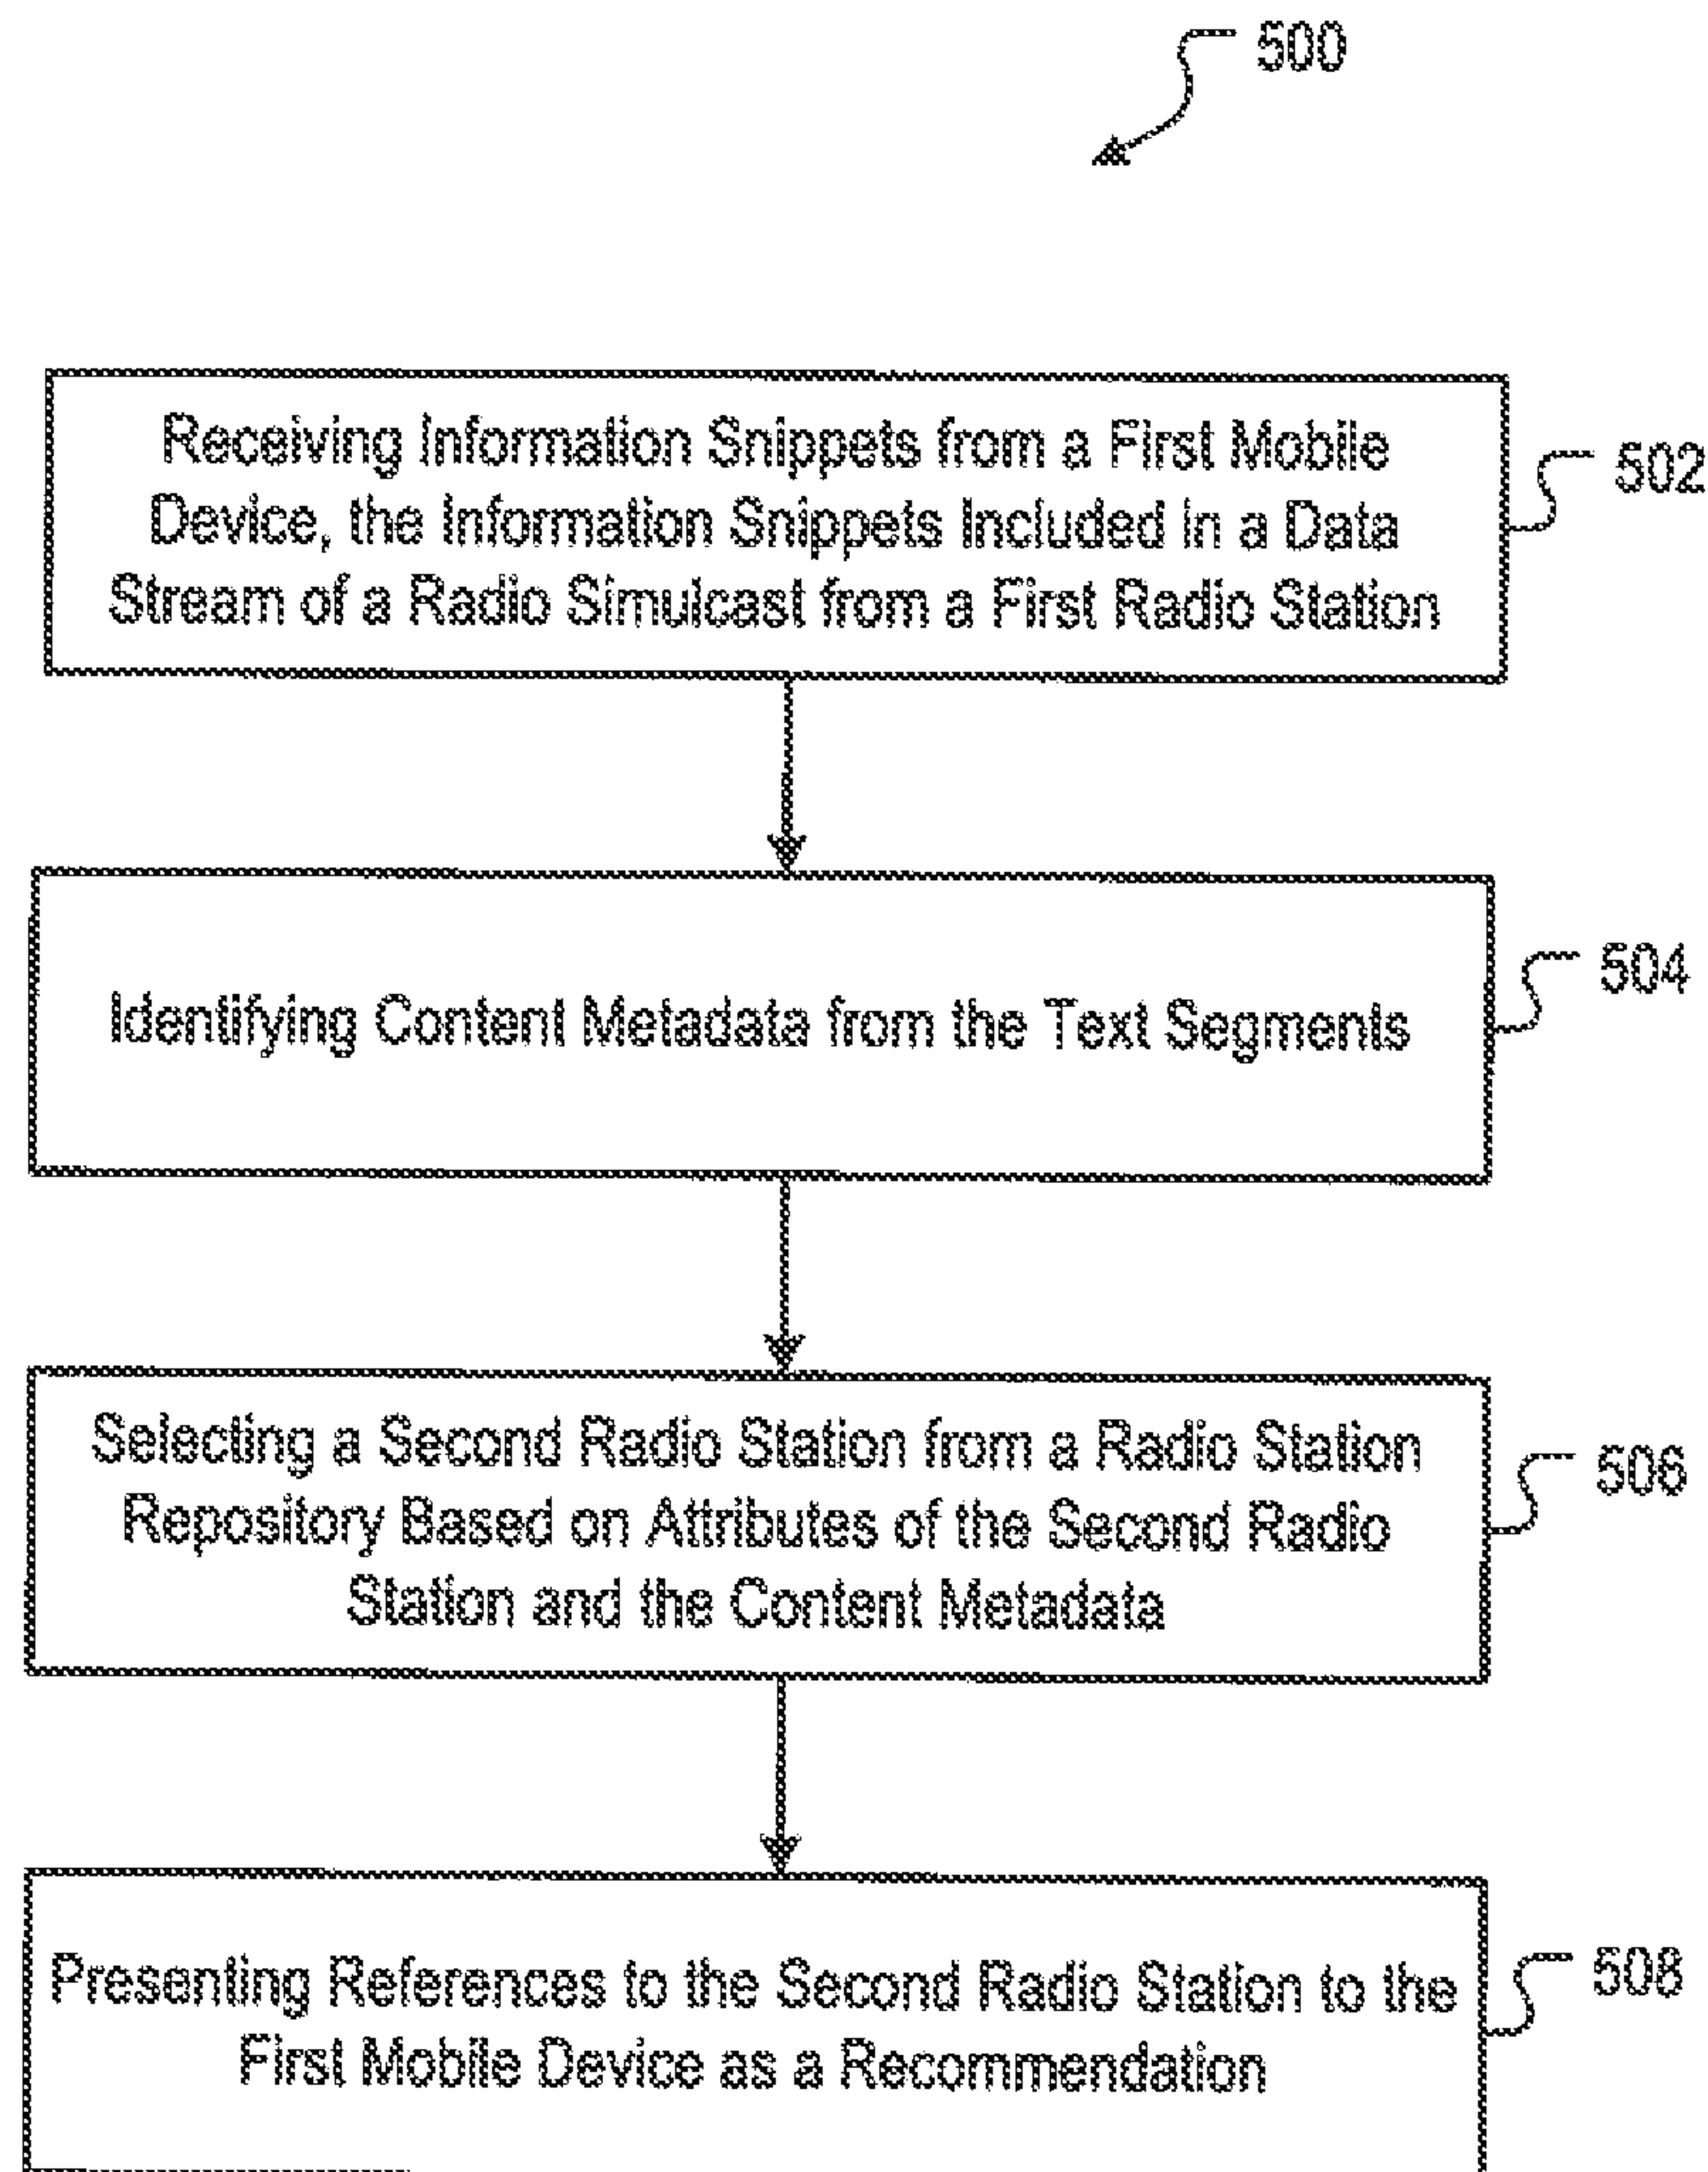 500
Receiving Information Snippets from a First Mobile
Device, the Information Snippets Included in a Data
Stream of a Radio Simulcast from a First Radio Station
502
Identifying Content Metadata from the Text Segments
504
Selecting a Second Radio Station from a Radio Station
Repository Based on Attributes of the Second Radio
Station and the Content Metadata
506
Presenting References to the Second Radio Station to the
First Mobile Device as a Recommendation
508